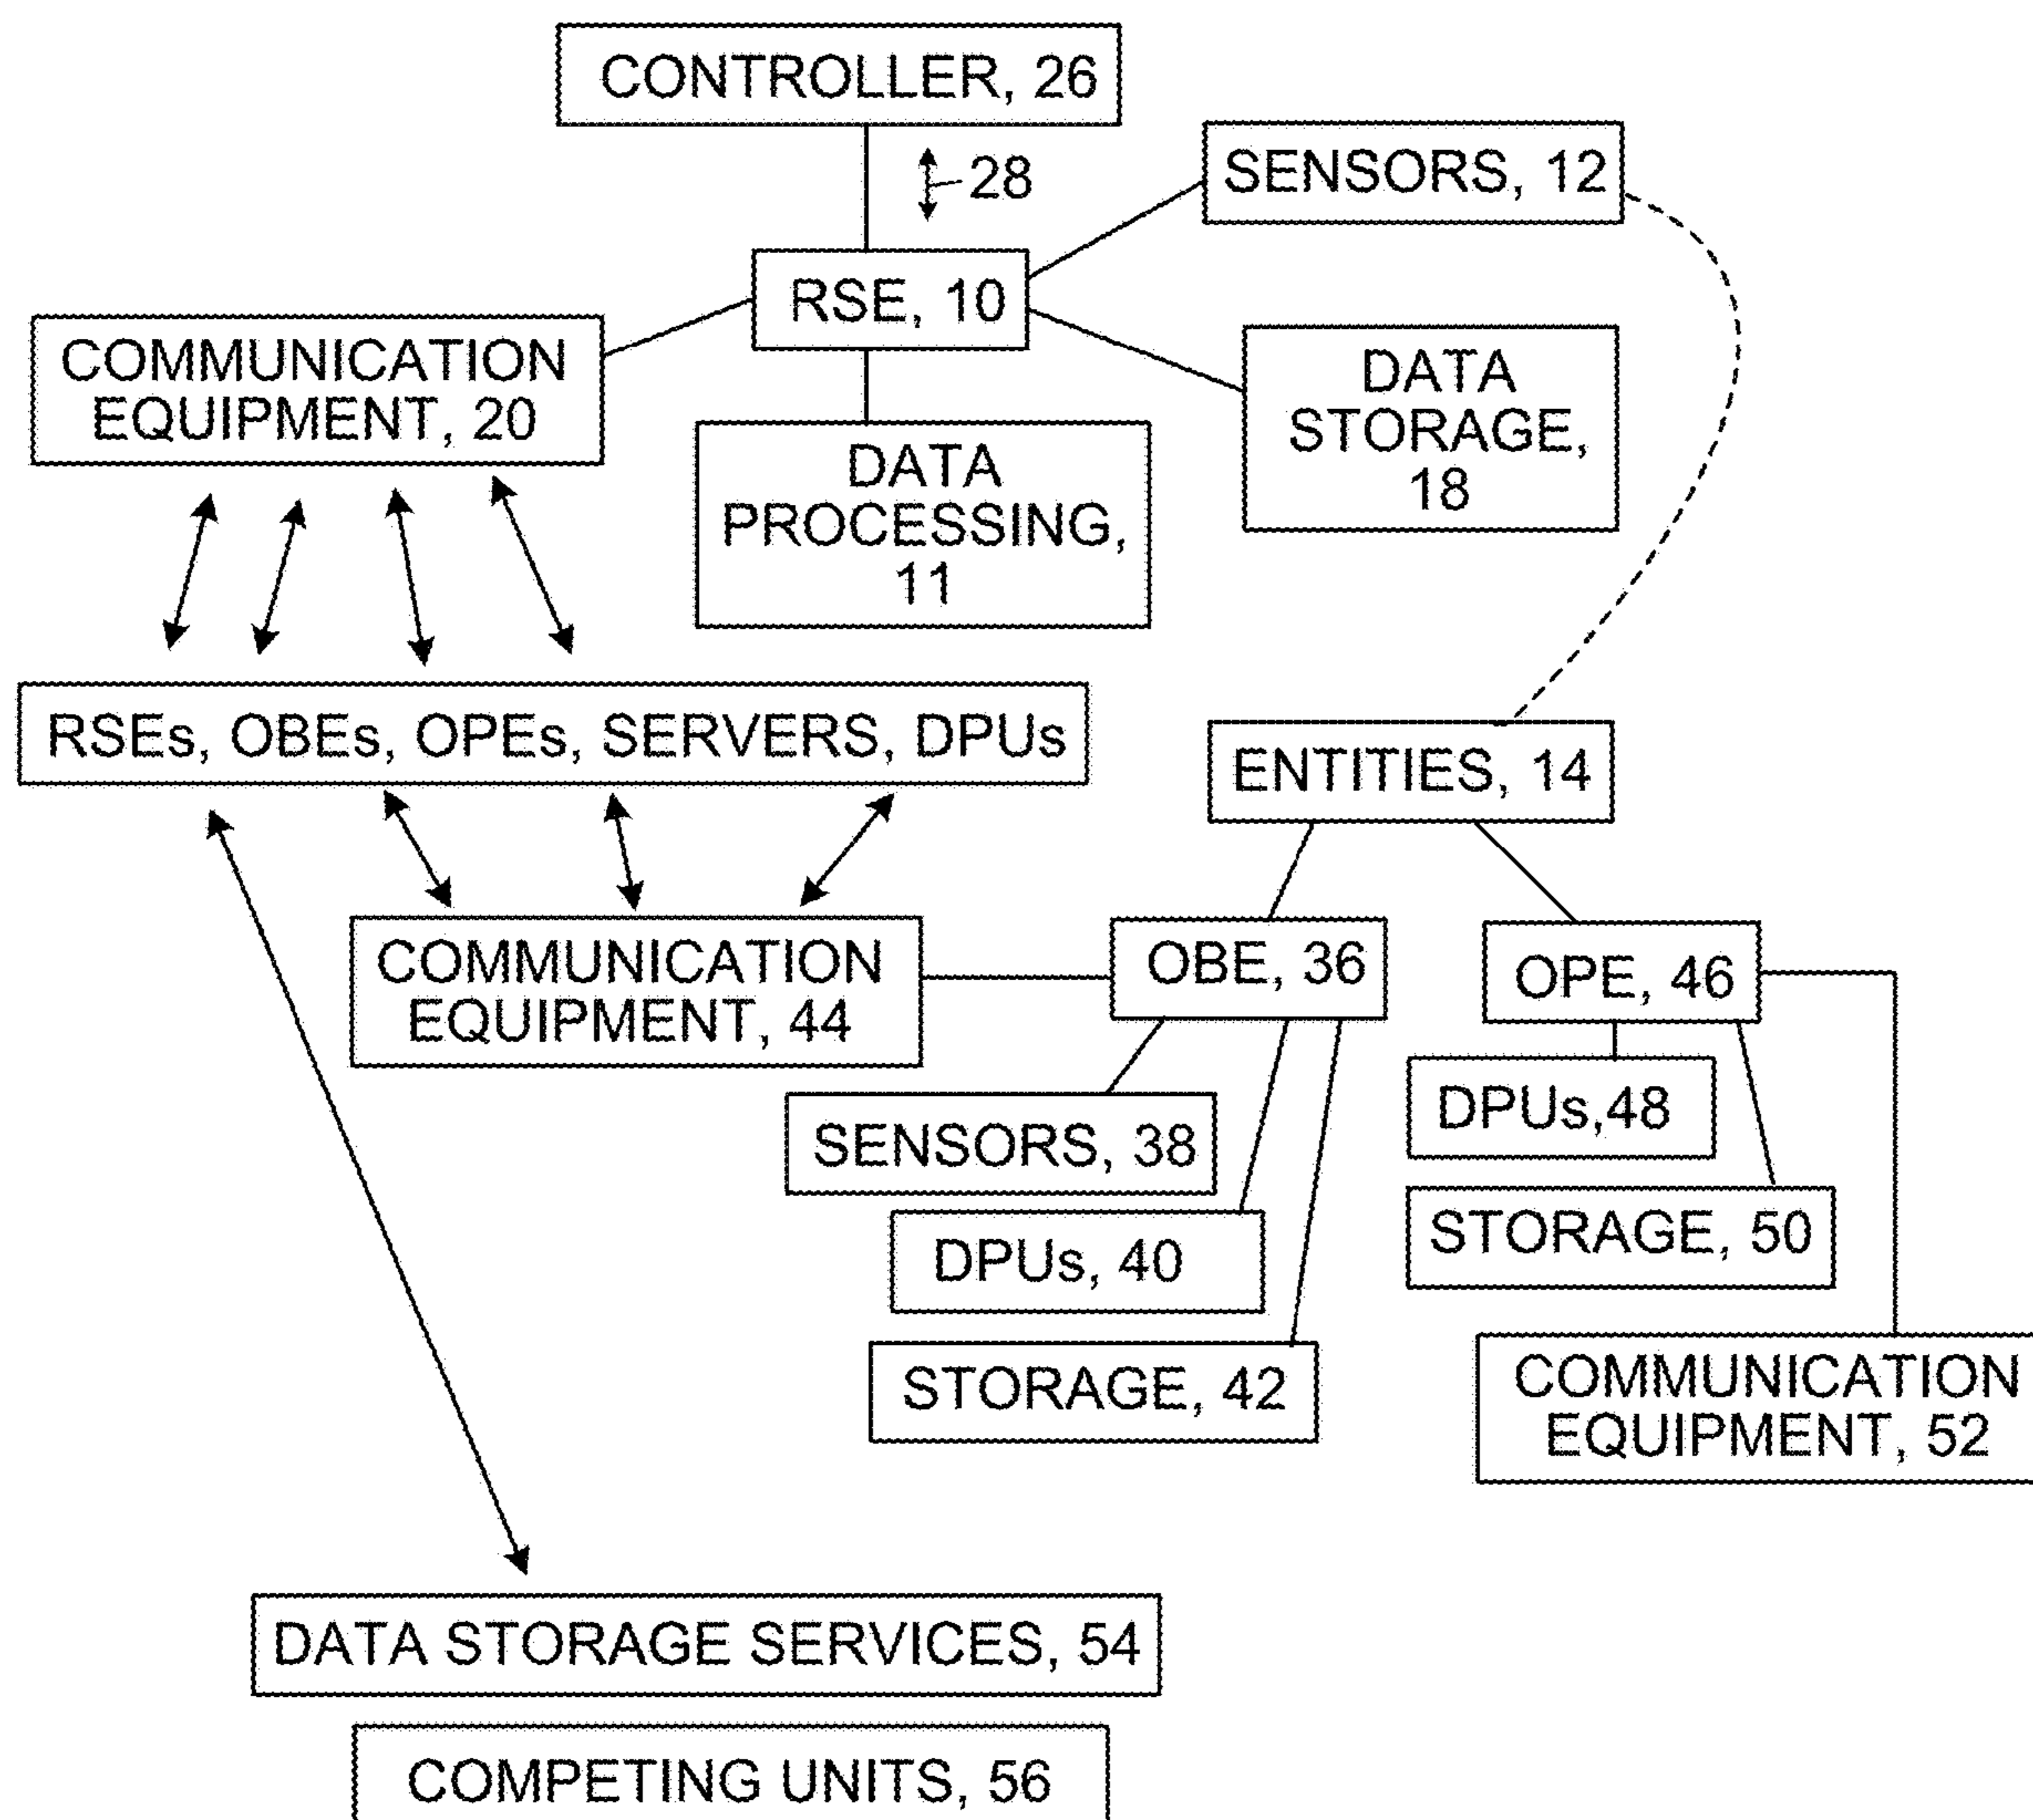 CONTROLLER, 26
28
SENSORS, 12
RSE, 10
COMMUNICATION
EQUIPMENT, 20
DATA
STORAGE,
18
DATA
PROCESSING,
11
RSEs, OBEs, OPEs, SERVERS, DPUs
ENTITIES, 14
COMMUNICATION
EQUIPMENT, 44
OBE, 36
OPE, 46
SENSORS, 38
DPUs,48
DPUs, 40
STORAGE, 50
STORAGE, 42
COMMUNICATION
EQUIPMENT, 52
DATA STORAGE SERVICES, 54
COMPETING UNITS, 56